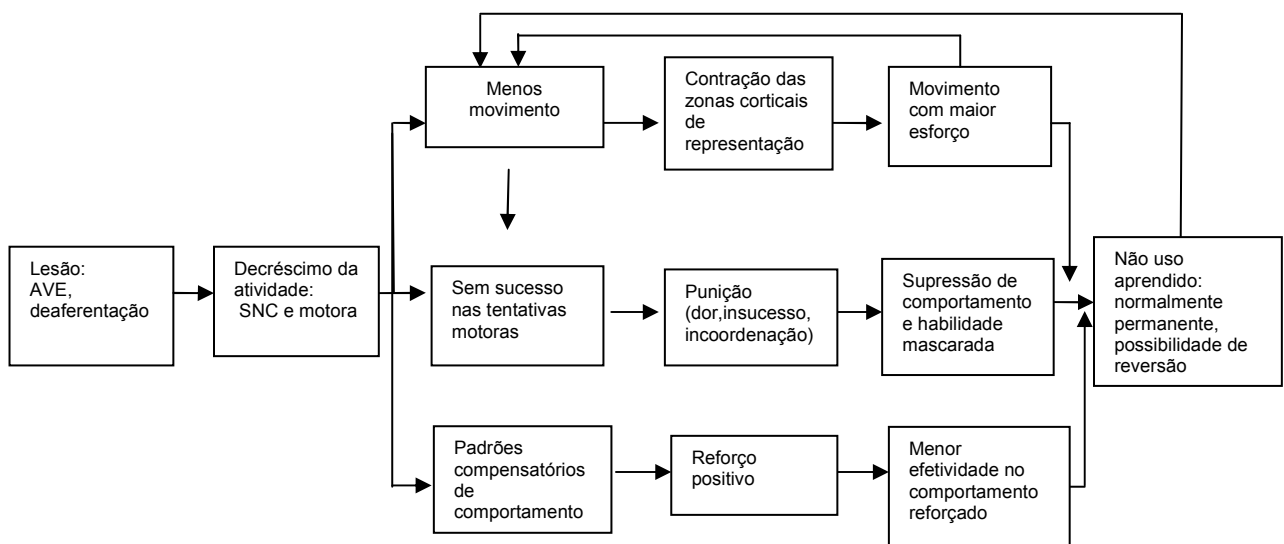 Menos
movimento
Contração das
zonas corticais
de
representação
Movimento
com maior
esforço
Lesão:
AVE,
deaferentação
Decréscimo da
atividade:
SNC e motora
Sem sucesso
nas tentativas
motoras
Punição
(dor,insucesso,
incoordenação)
Supressão de
comportamento
e habilidade
mascarada
Não uso
aprendido:
normalmente
permanente,
possibilidade de
reversão
Padrões
compensatórios
de
comportamento
Reforço
positivo
Menor
efetividade no
comportamento
reforçado